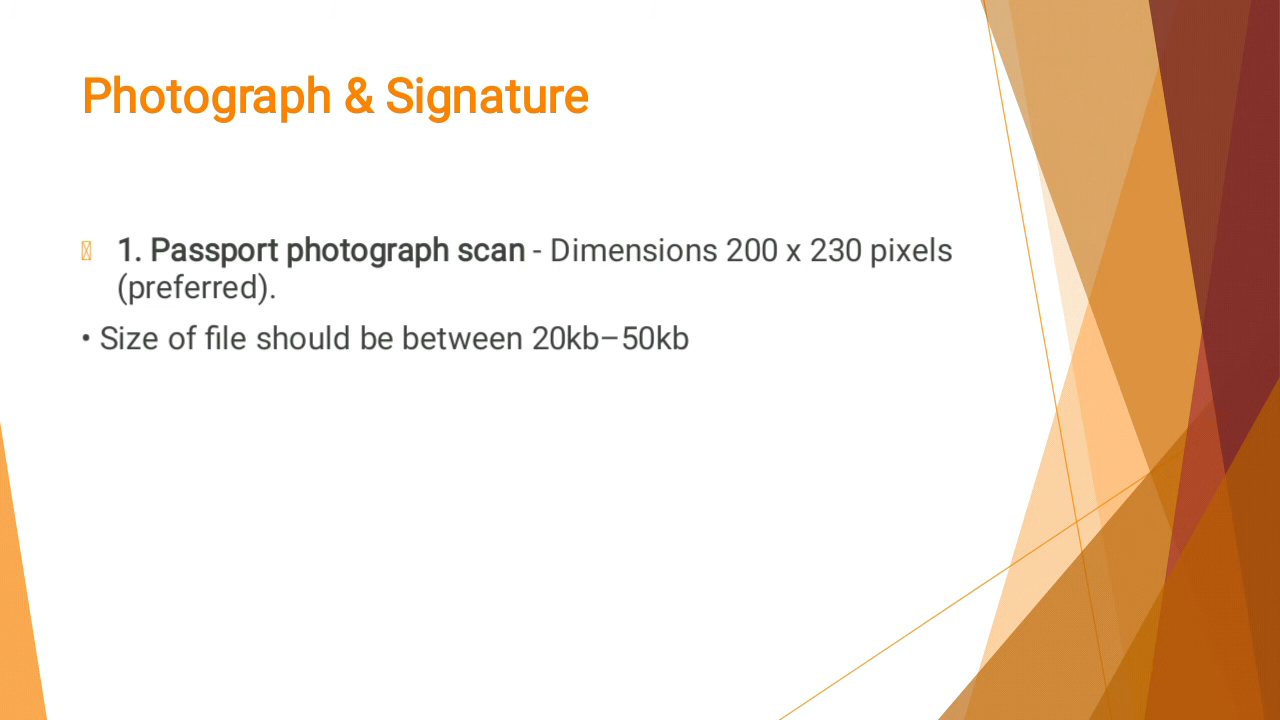 Photograph & Signature
1. Passport photograph scan - Dimensions 200 x 230 pixels
(preferred).
• Size of file should be between 20kb–50kb